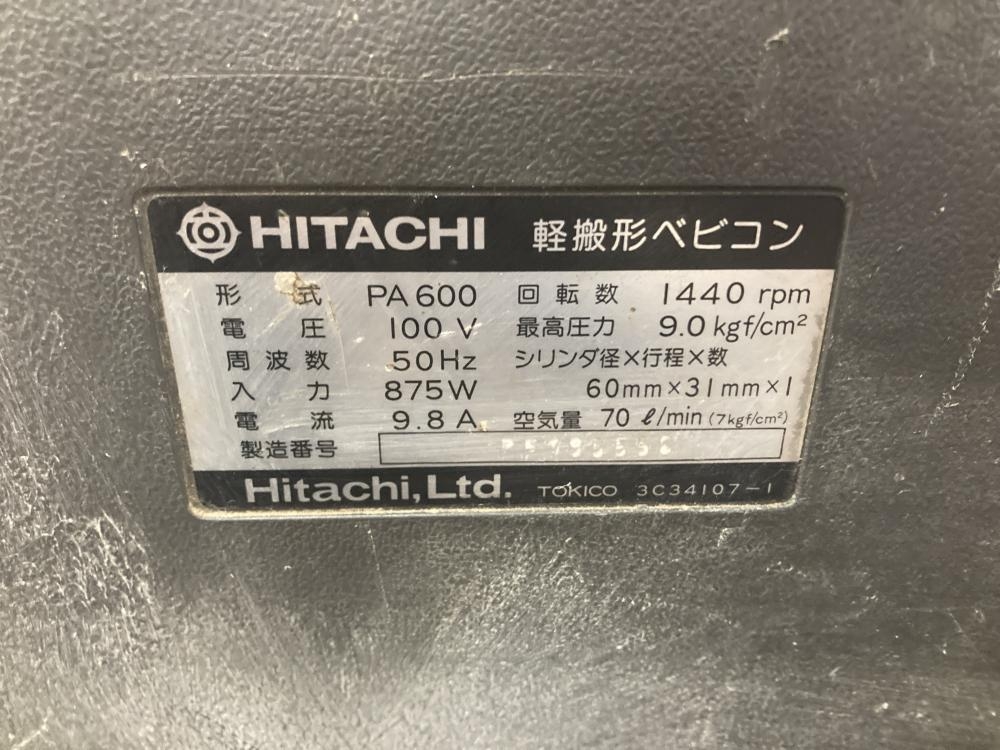 HITACHI 軽搬形ベビコン
形式 PA600 回転数 1440 rpm
電圧 100 V 最高圧力 9.0 kgf/cm²
周波数 50Hz シリンダ径×行程×数
入力 875W 60mm×31mm×1
電流 9.8 A 空気量 70 ℓ/min (7kgf/cm²)
製造番号
Hitachi, Ltd. TOKICO 3C34107-1